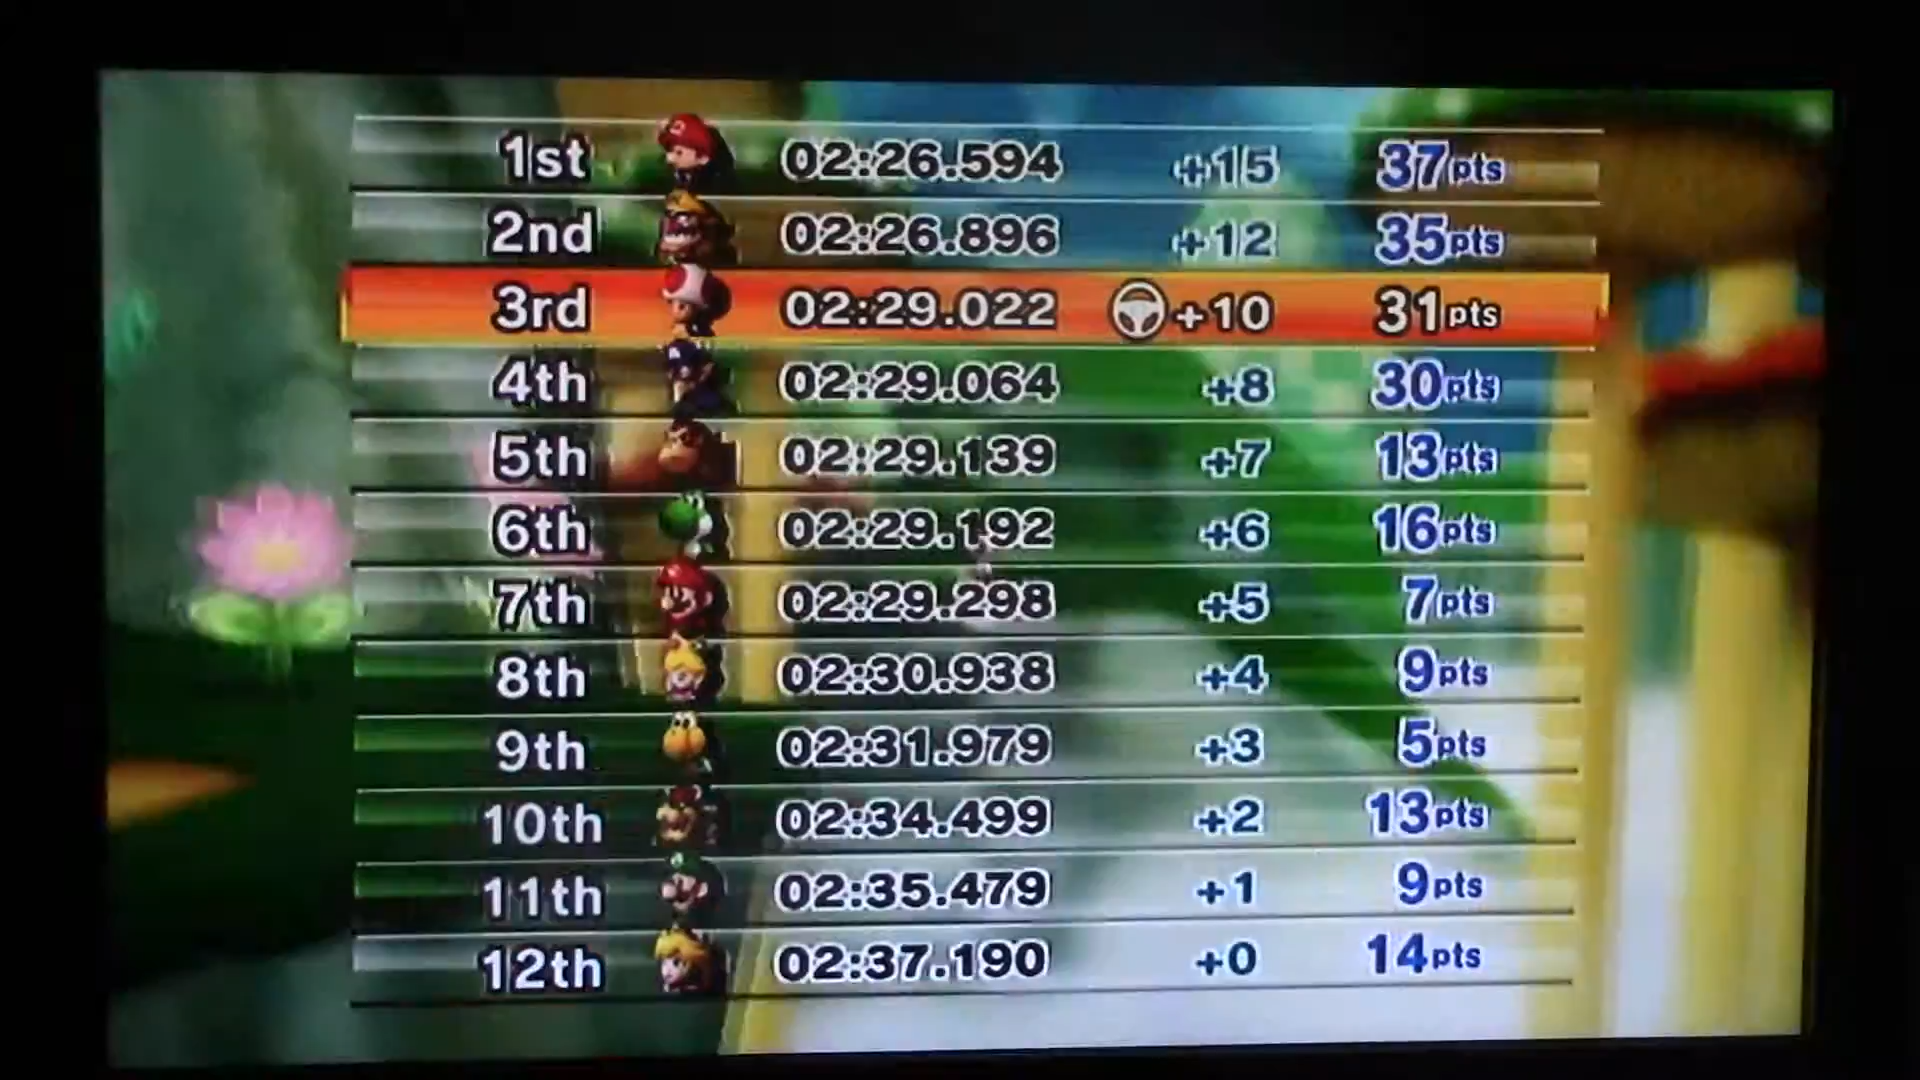 1st 02:26.594 +15 37pts
2nd 02:26.896 +12 35pts
3rd 02:29.022 +10 31pts
4th 02:29.064 +8 30pts
5th 02:29.139 +7 13pts
6th 02:29.192 +6 16pts
7th 02:29.298 +5 7pts
8th 02:30.938 +4 9pts
9th 02:31.979 +3 5pts
10th 02:34.499 +2 13pts
11th 02:35.479 +1 9pts
12th 02:37.190 +0 14pts